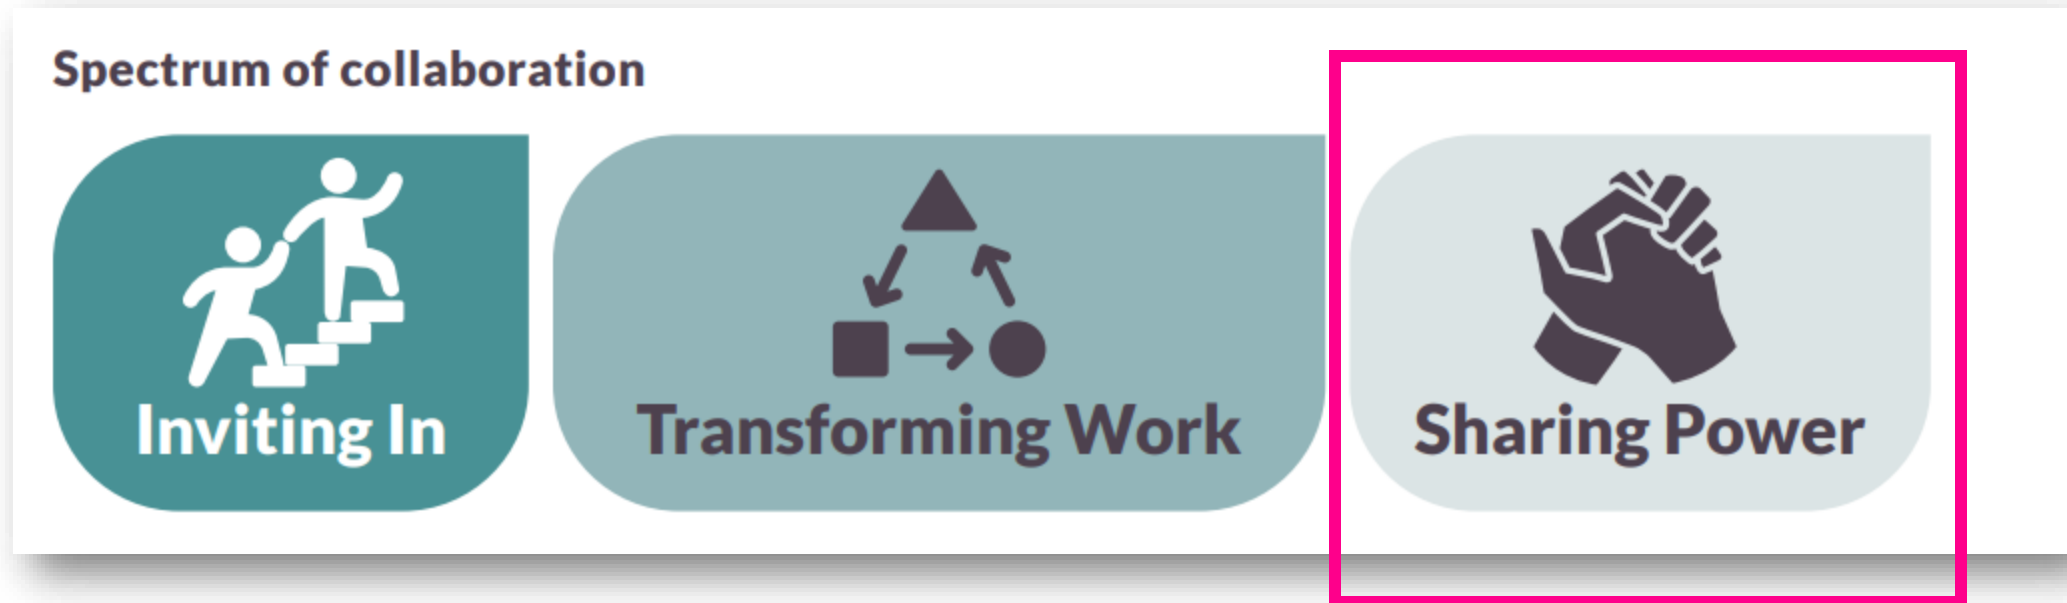 Spectrum of collaboration
Inviting In
Transforming Work
Sharing Power